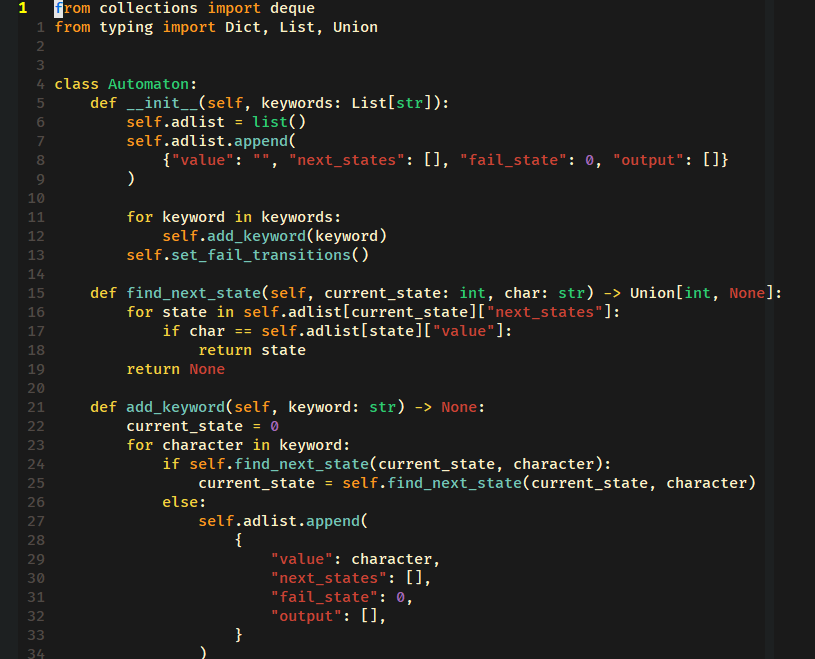 1 from collections import deque
1 from typing import Dict, List, Union
2
3
4 class Automaton:
5     def __init__(self, keywords: List[str]):
6         self.adlist = list()
7         self.adlist.append(
8             {"value": "", "next_states": [], "fail_state": 0, "output": []}
9         )
10
11         for keyword in keywords:
12             self.add_keyword(keyword)
13         self.set_fail_transitions()
14
15     def find_next_state(self, current_state: int, char: str) -> Union[int, None]:
16         for state in self.adlist[current_state]["next_states"]:
17             if char == self.adlist[state]["value"]:
18                 return state
19         return None
20
21     def add_keyword(self, keyword: str) -> None:
22         current_state = 0
23         for character in keyword:
24             if self.find_next_state(current_state, character):
25                 current_state = self.find_next_state(current_state, character)
26             else:
27                 self.adlist.append(
28                     {
29                         "value": character,
30                         "next_states": [],
31                         "fail_state": 0,
32                         "output": [],
33                     }
34                 )